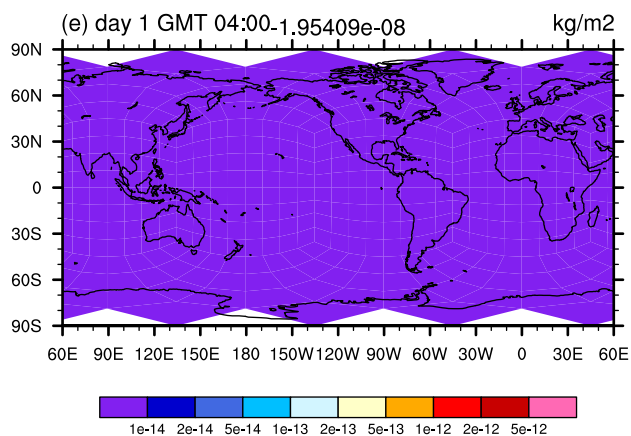 (e) day 1 GMT 04:00 -1.95409e-08 kg/m2
90N
60N
30N
0
30S
60S
90S
60E 90E 120E 150E 180 150W 120W 90W 60W 30W 0 30E 60E
1e-14 2e-14 5e-14 1e-13 2e-13 5e-13 1e-12 2e-12 5e-12